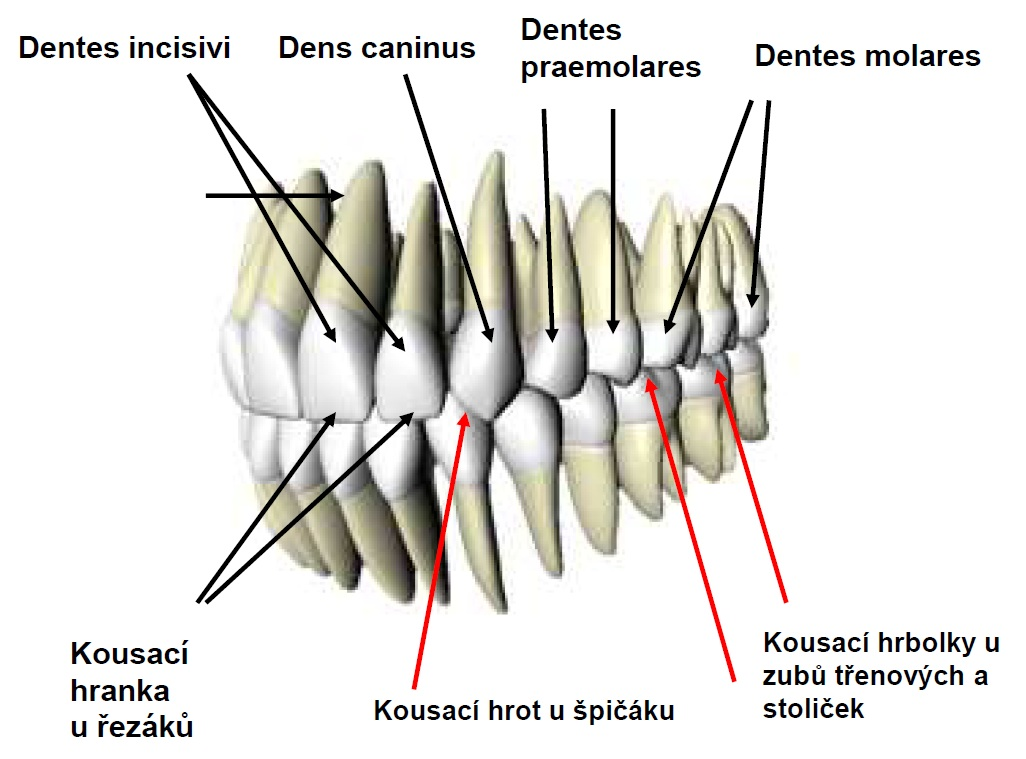 Dentes incisivi
Dens caninus
Dentes
praemolares
Dentes molares
Kousací
hranka
u řezáků
Kousací hrot u špičáku
Kousací hrbolky u
zubů třenových a
stoliček